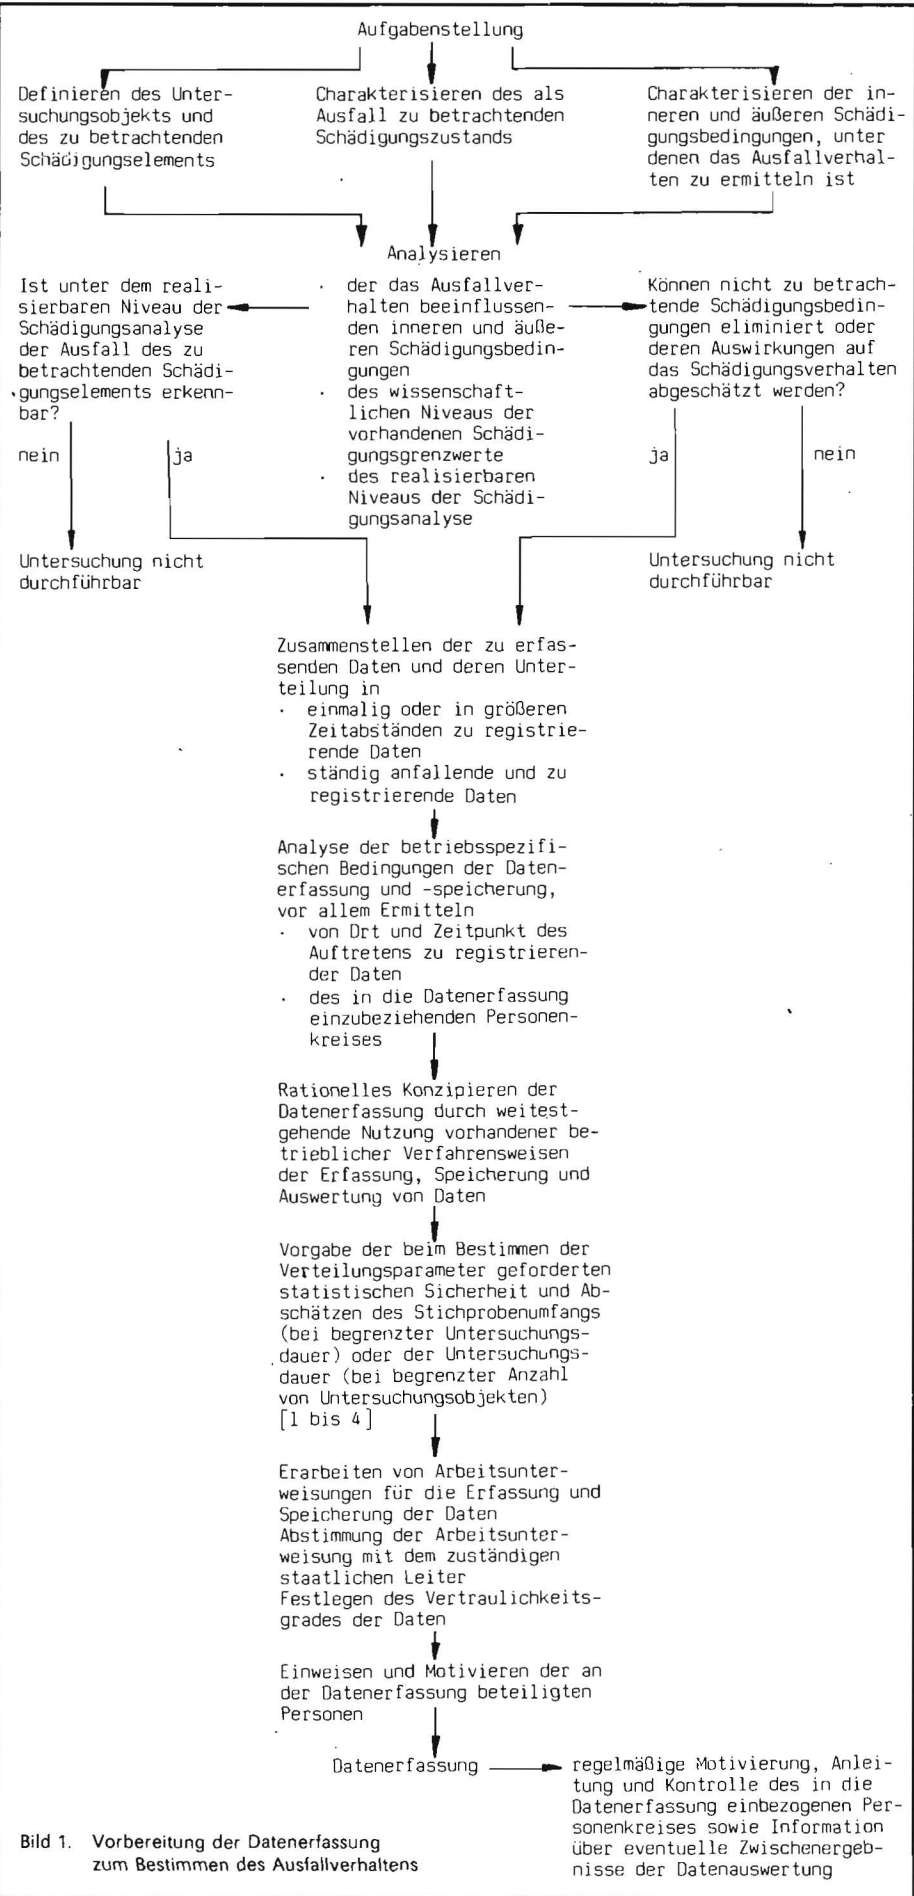 Aufgabenstellung
Definieren des Unter-
suchungsobjekts und
des zu betrachtenden
Schädigungselements
Charakterisieren des als
Ausfall zu betrachtenden
Schädigungszustands
Charakterisieren der in-
neren und äußeren Schädi-
gungsbedingungen, unter
denen das Ausfallverhal-
ten zu ermitteln ist
Analysieren
Ist unter dem reali-
sierbaren Niveau der
Schädigungsanalyse
der Ausfall des zu
betrachtenden Schädi-
gungselements erkenn-
bar?
nein
ja
· der das Ausfallver-
halten beeinflussen-
den inneren und äuße-
ren Schädigungsbedin-
gungen
· des wissenschaft-
lichen Niveaus der
vorhandenen Schädi-
gungsgrenzwerte
· des realisierbaren
Niveaus der Schädi-
gungsanalyse
Können nicht zu betrach-
tende Schädigungsbedin-
gungen eliminiert oder
deren Auswirkungen auf
das Schädigungsverhalten
abgeschätzt werden?
ja
nein
Untersuchung nicht
durchführbar
Untersuchung nicht
durchführbar
Zusammenstellen der zu erfas-
senden Daten und deren Unter-
teilung in
· einmalig oder in größeren
Zeitabständen zu registrie-
rende Daten
· ständig anfallende und zu
registrierende Daten
Analyse der betriebsspezifi-
schen Bedingungen der Daten-
erfassung und -speicherung,
vor allem Ermitteln
· von Ort und Zeitpunkt des
Auftretens zu registrieren-
der Daten
· des in die Datenerfassung
einzubeziehenden Personen-
kreises
Rationelles Konzipieren der
Datenerfassung durch weitest-
gehende Nutzung vorhandener be-
trieblicher Verfahrensweisen
der Erfassung, Speicherung und
Auswertung von Daten
Vorgabe der beim Bestimmen der
Verteilungsparameter geforderten
statistischen Sicherheit und Ab-
schätzen des Stichprobenumfangs
(bei begrenzter Untersuchungs-
dauer) oder der Untersuchungs-
dauer (bei begrenzter Anzahl
von Untersuchungsobjekten)
[1 bis 4]
Erarbeiten von Arbeitsunter-
weisungen für die Erfassung und
Speicherung der Daten
Abstimmung der Arbeitsunter-
weisung mit dem zuständigen
staatlichen Leiter
Festlegen des Vertraulichkeits-
grades der Daten
Einweisen und Motivieren der an
der Datenerfassung beteiligten
Personen
Datenerfassung
regelmäßige Motivierung, Anlei-
tung und Kontrolle des in die
Datenerfassung einbezogenen Per-
sonenkreises sowie Information
über eventuelle Zwischenergeb-
nisse der Datenauswertung
Bild 1. Vorbereitung der Datenerfassung
zum Bestimmen des Ausfallverhaltens